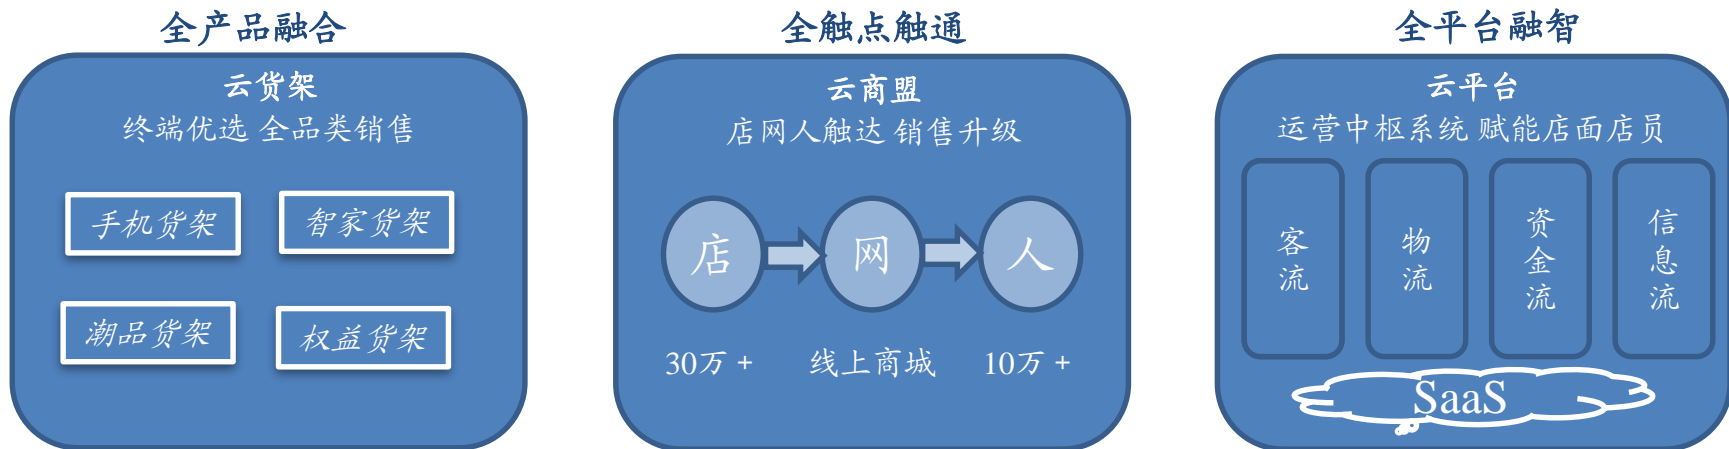 全产品融合
云货架
终端优选 全品类销售
手机货架
智家货架
潮品货架
权益货架
全触点触通
云商盟
店网人触达 销售升级
店
网
人
30万 +
线上商城
10万 +
全平台融智
云平台
运营中枢系统 赋能店面店员
客流
物流
资金流
信息流
SaaS